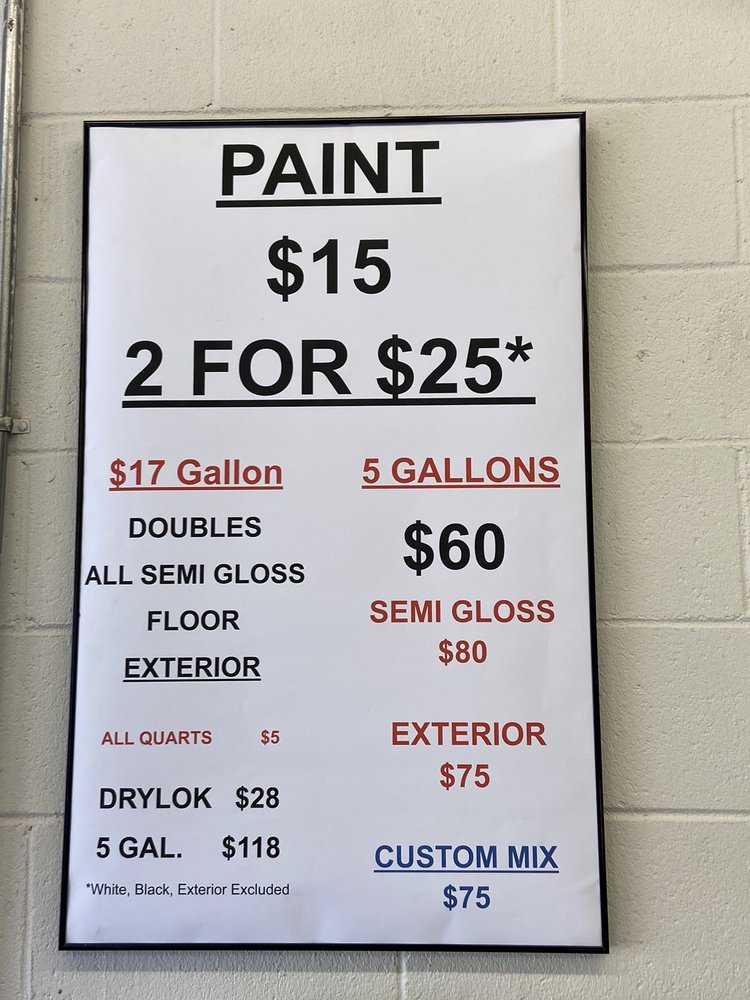 PAINT
$15
2 FOR $25*
$17 Gallon
DOUBLES
ALL SEMI GLOSS
FLOOR
EXTERIOR
ALL QUARTS $5
DRYLOK $28
5 GAL. $118
*White, Black, Exterior Excluded
5 GALLONS
$60
SEMI GLOSS
$80
EXTERIOR
$75
CUSTOM MIX
$75